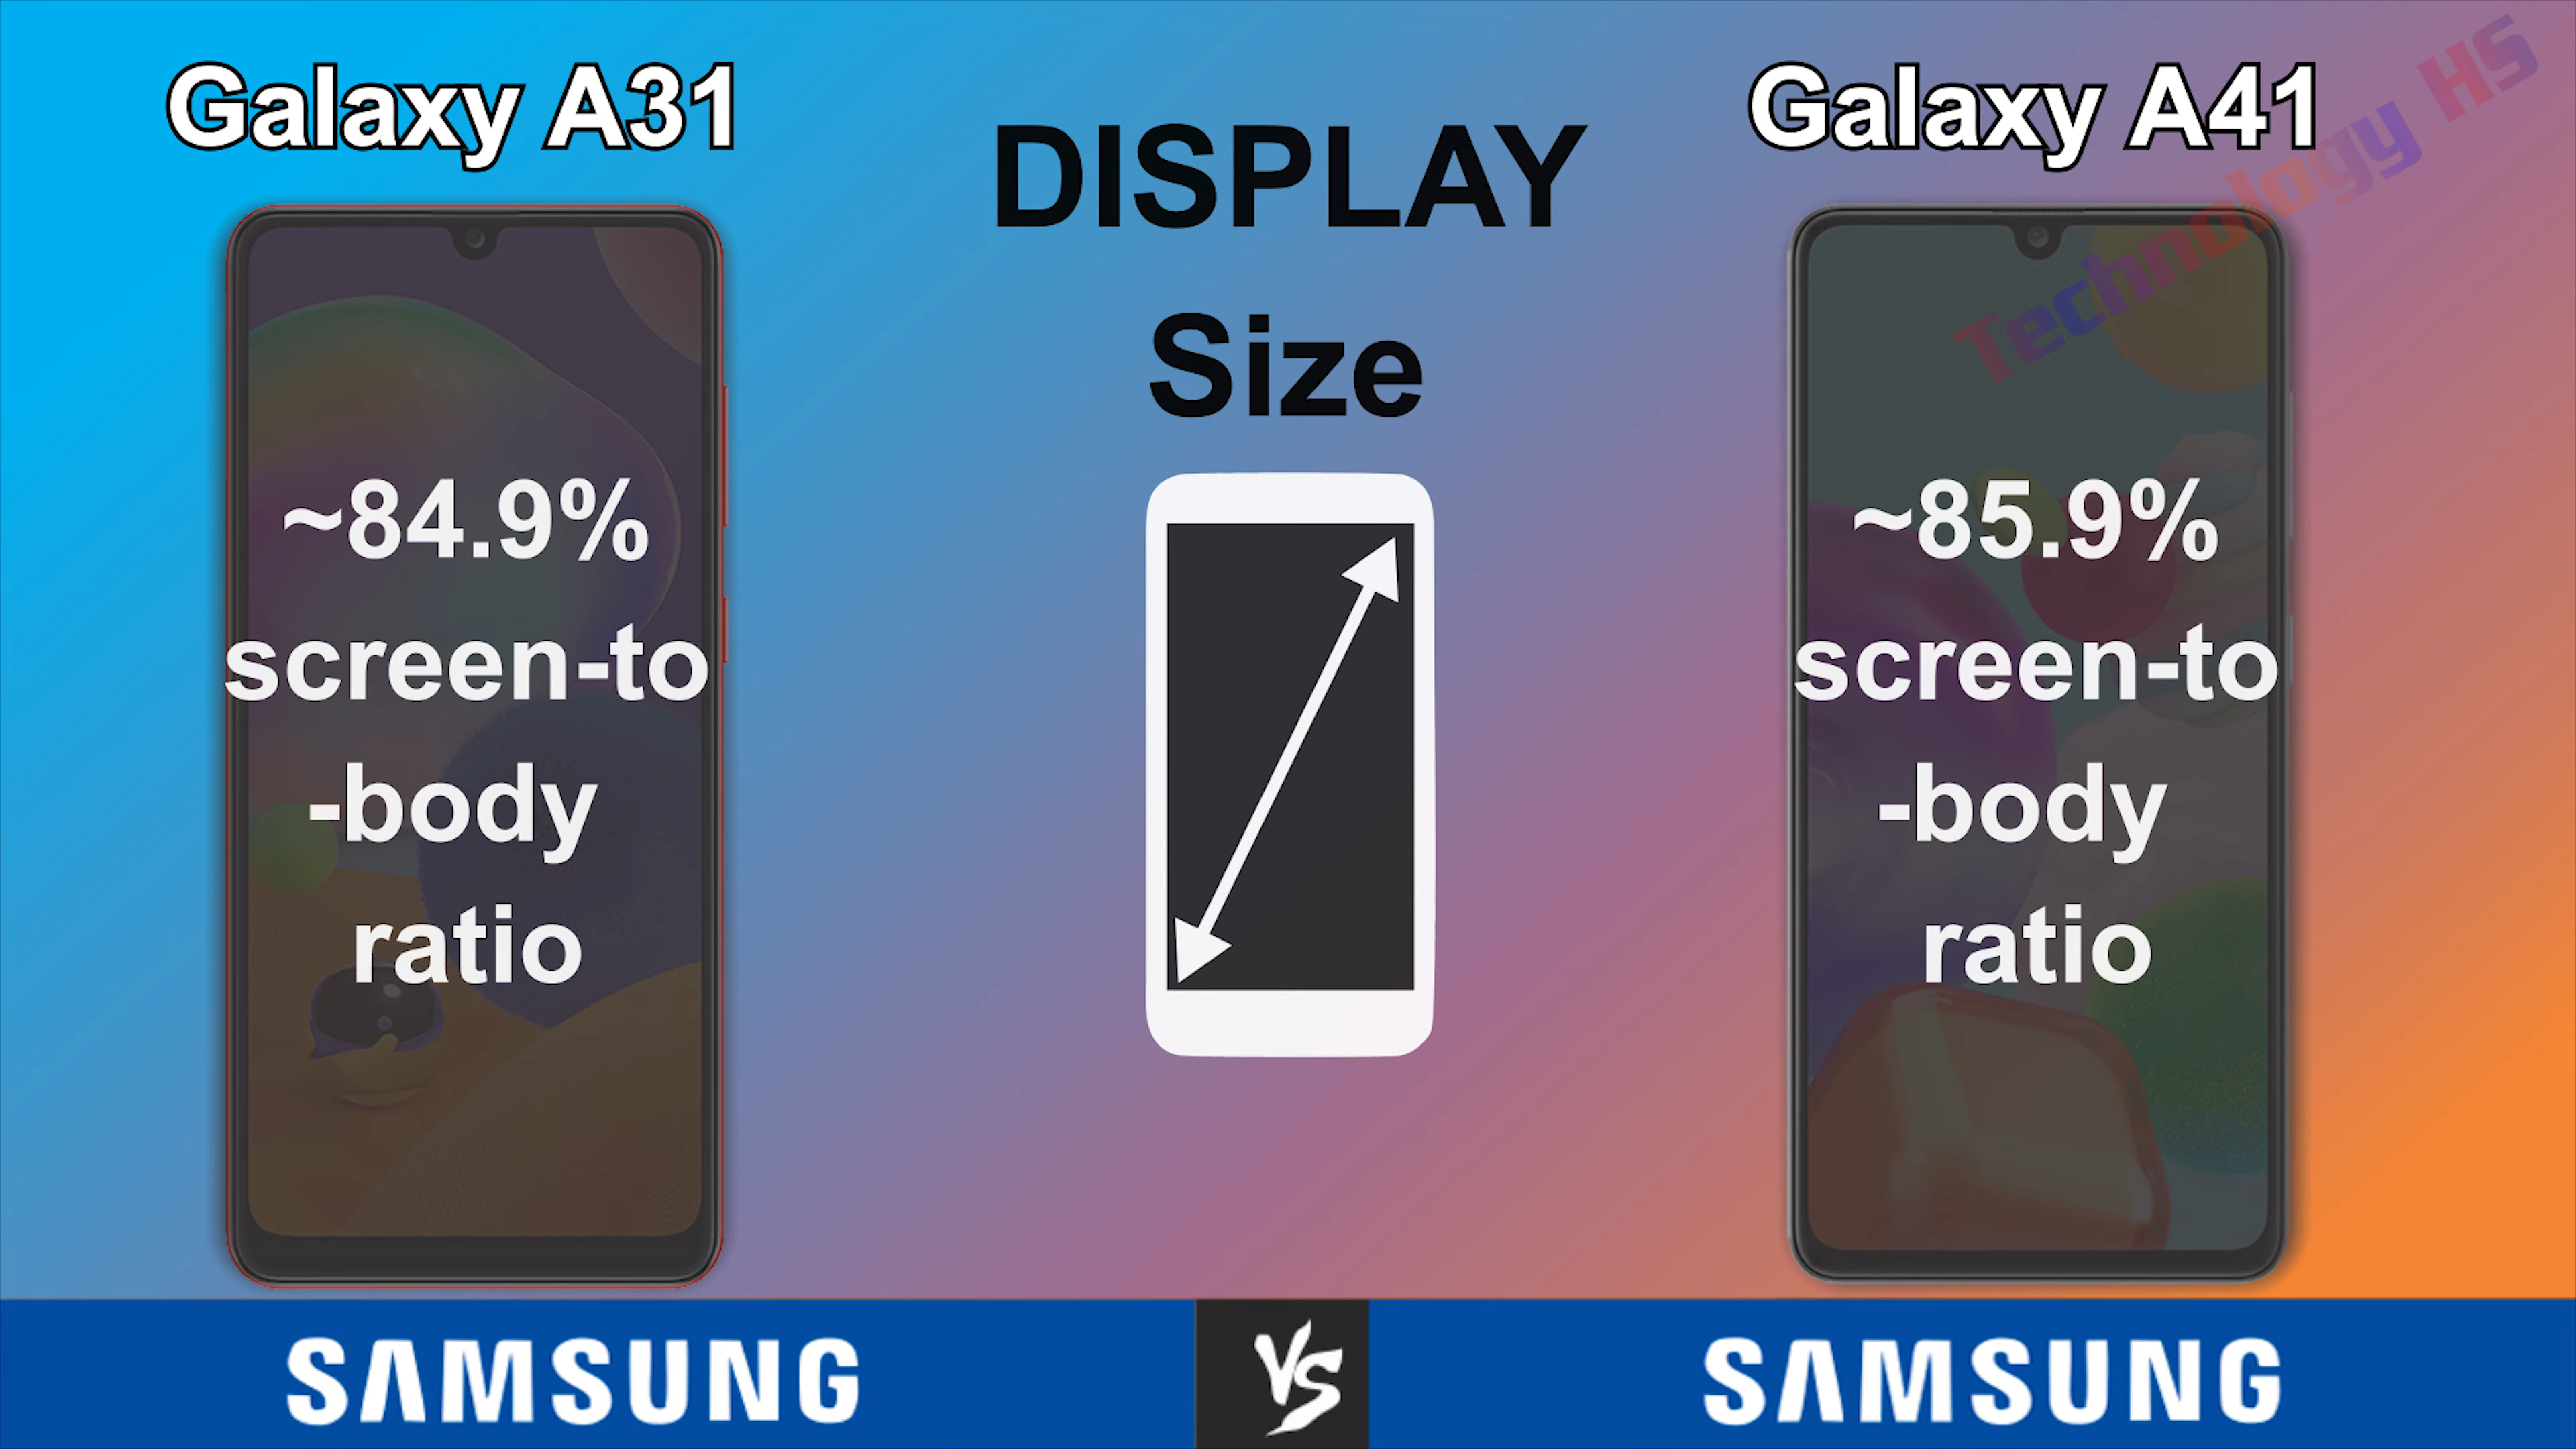 Galaxy A31
DISPLAY
Size
Galaxy A41
Technology HS
~84.9%
screen-to
-body
ratio
~85.9%
screen-to
-body
ratio
SAMSUNG
VS
SAMSUNG